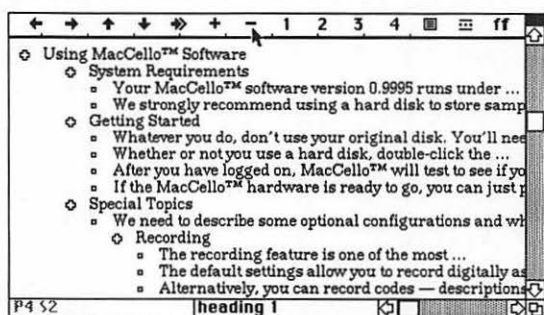 1 2 3 4 ff
Using MacCello™ Software
System Requirements
Your MacCello™ software version 0.9995 runs under ...
We strongly recommend using a hard disk to store samp
Getting Started
Whatever you do, don't use your original disk. You'll nee
Whether or not you use a hard disk, double-click the ...
After you have logged on, MacCello™ will test to see if yo
If the MacCello™ hardware is ready to go, you can just p
Special Topics
We need to describe some optional configurations and wh
Recording
The recording feature is one of the most ...
The default settings allow you to record digitally as
Alternatively, you can record codes — descriptions
P4 S2 heading 1